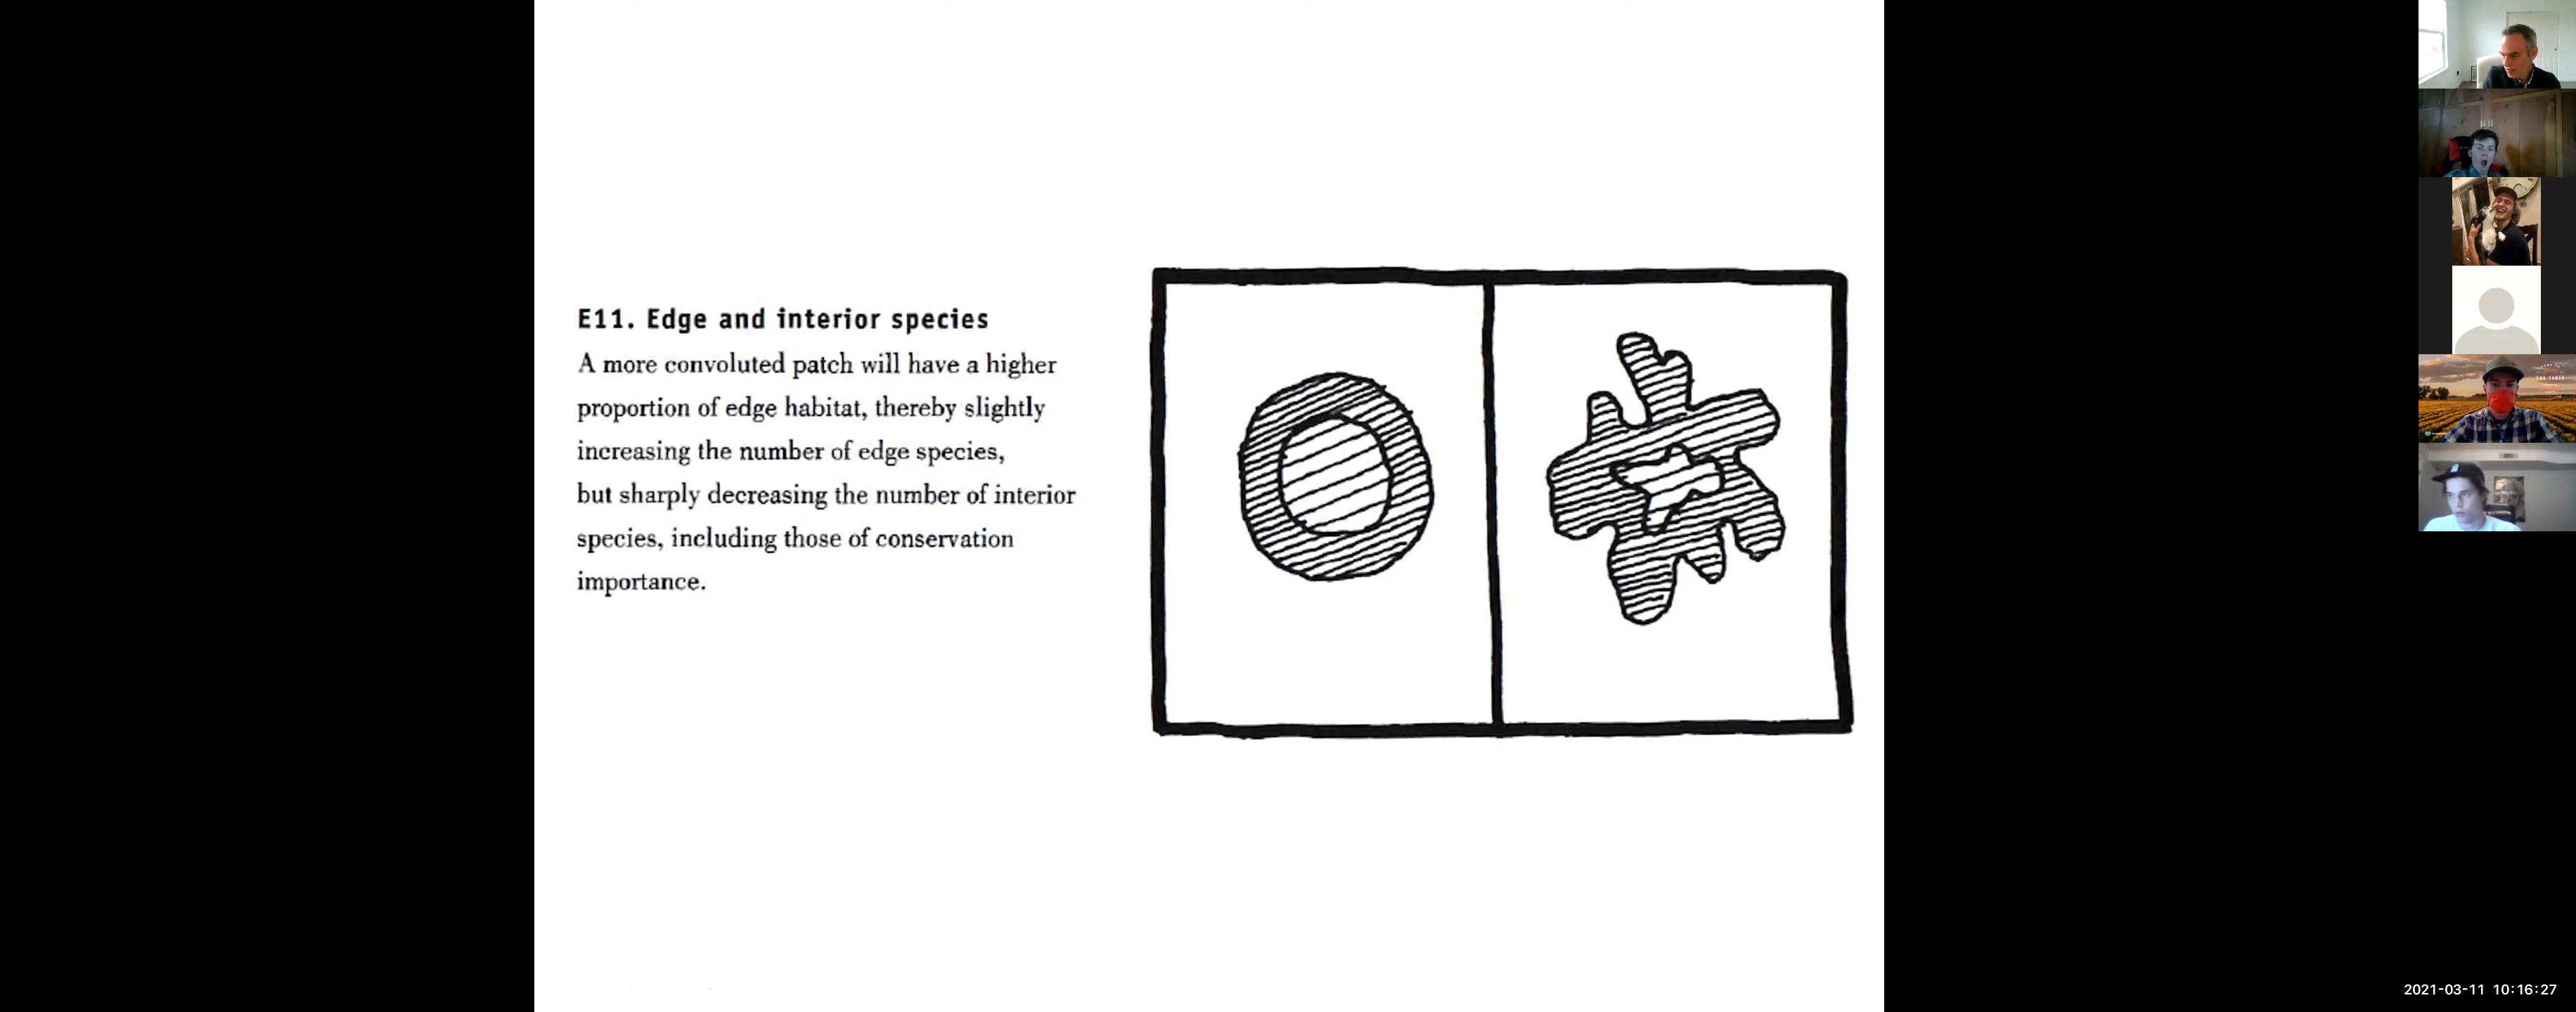 E11. Edge and interior species
A more convoluted patch will have a higher
proportion of edge habitat, thereby slightly
increasing the number of edge species,
but sharply decreasing the number of interior
species, including those of conservation
importance.
2021-03-11 10:16:27